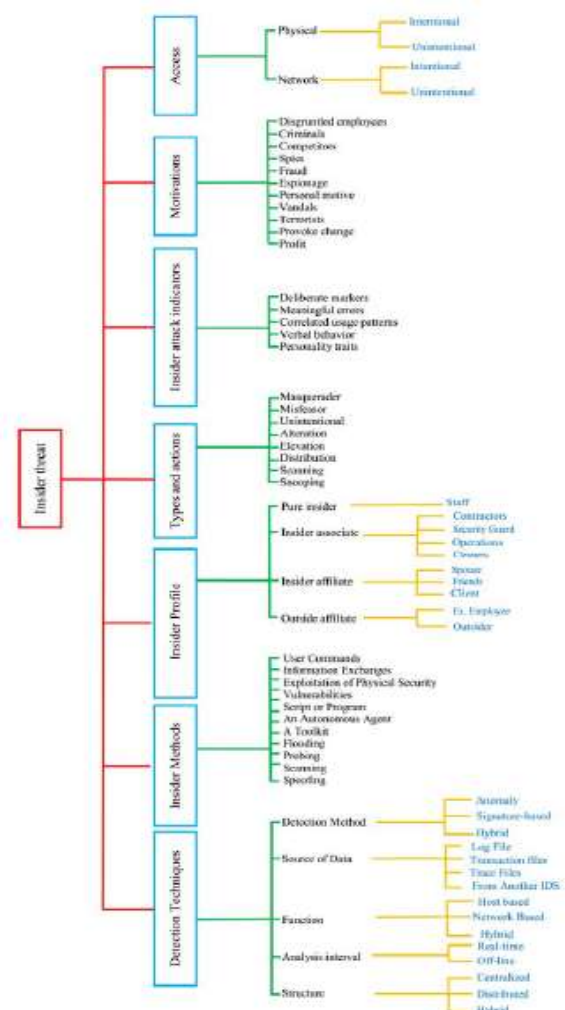 Insider threat
Access
Physical
Intentional
Unintentional
Network
Intentional
Unintentional
Motivations
Disgruntled employees
Criminals
Competitors
Spies
Fraud
Espionage
Personal motive
Vandals
Terrorists
Provoke change
Profit
Insider attack indicators
Deliberate markers
Meaningful errors
Correlated usage patterns
Verbal behavior
Personality traits
Types and actions
Masquerader
Misfeasor
Unintentional
Alteration
Elevation
Distribution
Scanning
Snooping
Insider Profile
Pure insider
Staff
Insider associate
Contractors
Security Guard
Operations
Cleaners
Insider affiliate
Spouse
Friends
Client
Outside affiliate
Ex. Employee
Outsider
Insider Methods
User Commands
Information Exchanges
Exploitation of Physical Security
Vulnerabilities
Script or Program
An Autonomous Agent
A Toolkit
Flooding
Probing
Scanning
Spoofing
Detection Techniques
Detection Method
Anomaly
Signature-based
Hybrid
Source of Data
Log File
Transaction files
Trace Files
From Another IDS
Function
Host based
Network Based
Hybrid
Analysis interval
Real-time
Off-line
Structure
Centralized
Distributed
Hybrid